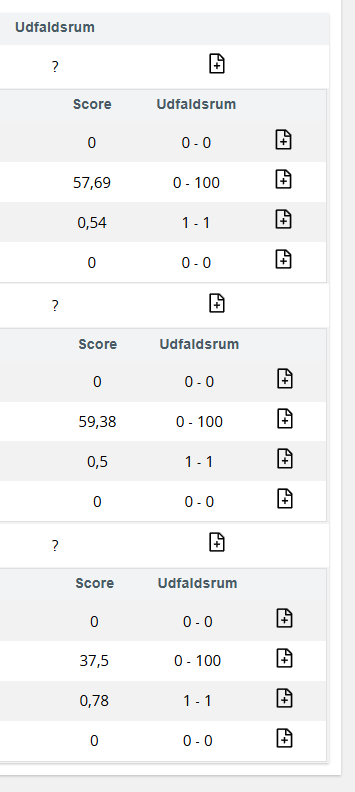 Udfaldsrum
?
Score Udfaldsrum
0 0 - 0
57,69 0 - 100
0,54 1 - 1
0 0 - 0
?
Score Udfaldsrum
0 0 - 0
59,38 0 - 100
0,5 1 - 1
0 0 - 0
?
Score Udfaldsrum
0 0 - 0
37,5 0 - 100
0,78 1 - 1
0 0 - 0